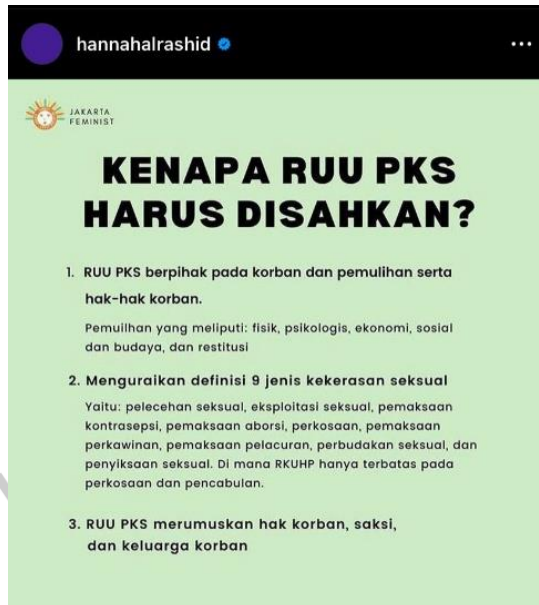 hannahalrashid
JAKARTA
FEMINIST
KENAPA RUU PKS
HARUS DISAHKAN?
1. RUU PKS berpihak pada korban dan pemulihan serta
hak-hak korban.
Pemuilhan yang meliputi: fisik, psikologis, ekonomi, sosial
dan budaya, dan restitusi
2. Menguraikan definisi 9 jenis kekerasan seksual
Yaitu: pelecehan seksual, eksploitasi seksual, pemaksaan
kontrasepsi, pemaksaan aborsi, perkosaan, pemaksaan
perkawinan, pemaksaan pelacuran, perbudakan seksual, dan
penyiksaan seksual. Di mana RKUHP hanya terbatas pada
perkosaan dan pencabulan.
3. RUU PKS merumuskan hak korban, saksi,
dan keluarga korban